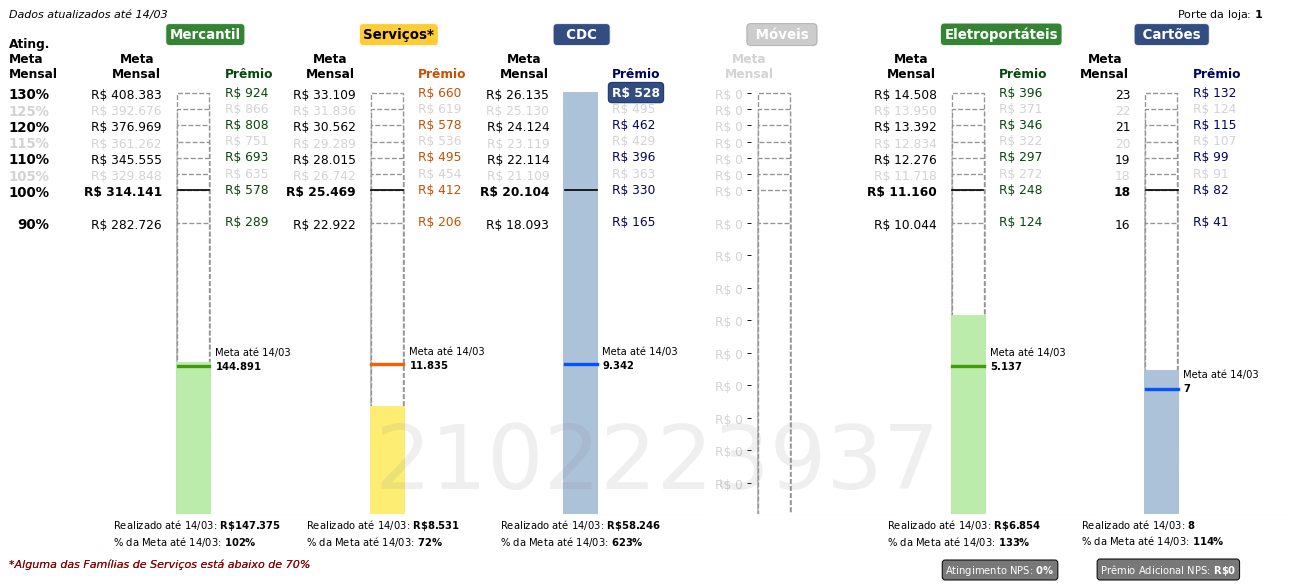 Dados atualizados até 14/03
Porte da loja: 1
Mercantil Serviços* CDC Móveis Eletroportáteis Cartões
Ating.
Meta Meta Meta Meta Meta Meta Meta
Mensal Mensal Prêmio Mensal Prêmio Mensal Prêmio Mensal Mensal Prêmio Mensal Prêmio
130% R$ 408.383 R$ 924 R$ 33.109 R$ 660 R$ 26.135 R$ 528 R$ 0 R$ 14.508 R$ 396 23 R$ 132
125% R$ 392.676 R$ 866 R$ 31.836 R$ 619 R$ 25.130 R$ 495 R$ 0 R$ 13.950 R$ 371 22 R$ 124
120% R$ 376.969 R$ 808 R$ 30.562 R$ 578 R$ 24.124 R$ 462 R$ 0 R$ 13.392 R$ 346 21 R$ 115
115% R$ 361.262 R$ 751 R$ 29.289 R$ 536 R$ 23.119 R$ 429 R$ 0 R$ 12.834 R$ 322 20 R$ 107
110% R$ 345.555 R$ 693 R$ 28.015 R$ 495 R$ 22.114 R$ 396 R$ 0 R$ 12.276 R$ 297 19 R$ 99
105% R$ 329.848 R$ 635 R$ 26.742 R$ 454 R$ 21.109 R$ 363 R$ 0 R$ 11.718 R$ 272 18 R$ 91
100% R$ 314.141 R$ 578 R$ 25.469 R$ 412 R$ 20.104 R$ 330 R$ 0 R$ 11.160 R$ 248 18 R$ 82
90% R$ 282.726 R$ 289 R$ 22.922 R$ 206 R$ 18.093 R$ 165 R$ 0 R$ 10.044 R$ 124 16 R$ 41
R$ 0
R$ 0
R$ 0
Meta até 14/03 Meta até 14/03 Meta até 14/03 R$ 0 Meta até 14/03
144.891 11.835 9.342 5.137
Meta até 14/03
R$ 0 7
R$ 0
R$ 0
2102223937
R$ 0
Realizado até 14/03: R$147.375 Realizado até 14/03: R$8.531 Realizado até 14/03: R$58.246 Realizado até 14/03: R$6.854 Realizado até 14/03: 8
% da Meta até 14/03: 102% % da Meta até 14/03: 72% % da Meta até 14/03: 623% % da Meta até 14/03: 133% % da Meta até 14/03: 114%
*Alguma das Famílias de Serviços está abaixo de 70%
Atingimento NPS: 0% Prêmio Adicional NPS: R$0